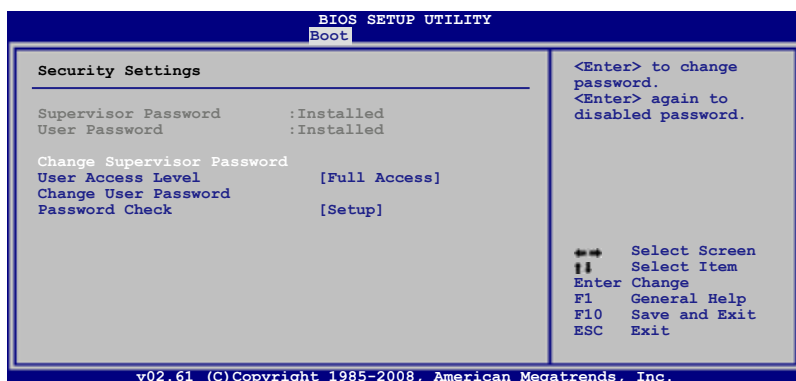 BIOS SETUP UTILITY
Boot
Security Settings
Supervisor Password :Installed
User Password :Installed
Change Supervisor Password
User Access Level [Full Access]
Change User Password
Password Check [Setup]
<Enter> to change
password.
<Enter> again to
disabled password.
Select Screen
Select Item
Enter Change
F1 General Help
F10 Save and Exit
ESC Exit
v02.61 (C)Copyright 1985-2008, American Megatrends, Inc.